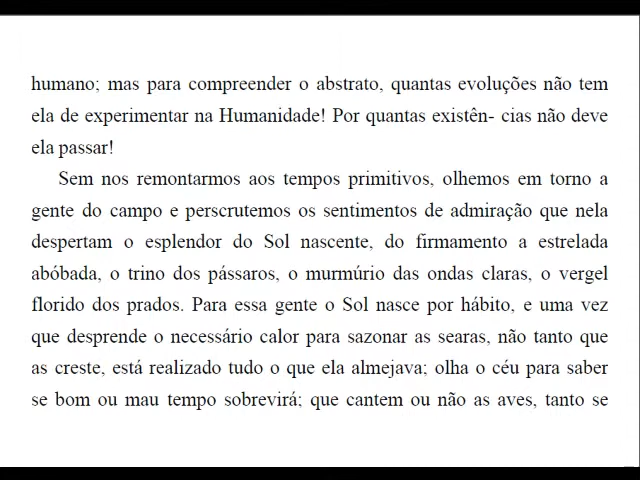 humano; mas para compreender o abstrato, quantas evoluções não tem
ela de experimentar na Humanidade! Por quantas existên- cias não deve
ela passar!
Sem nos remontarmos aos tempos primitivos, olhemos em torno a
gente do campo e perscrutemos os sentimentos de admiração que nela
despertam o esplendor do Sol nascente, do firmamento a estrelada
abóbada, o trino dos pássaros, o murmúrio das ondas claras, o vergel
florido dos prados. Para essa gente o Sol nasce por hábito, e uma vez
que desprende o necessário calor para sazonar as searas, não tanto que
as creste, está realizado tudo o que ela almejava; olha o céu para saber
se bom ou mau tempo sobrevirá; que cantem ou não as aves, tanto se